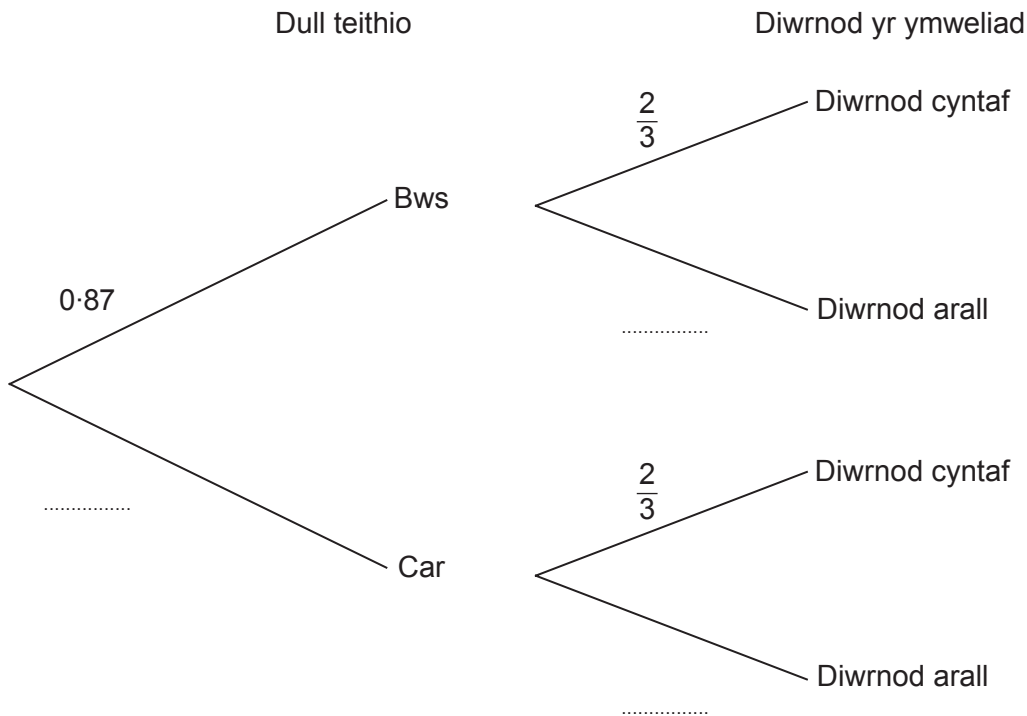 Dull teithio
Diwrnod yr ymweliad
2
3
Diwrnod cyntaf
Bws
0·87
Diwrnod arall
................
2
3
Diwrnod cyntaf
................
Car
Diwrnod arall
................